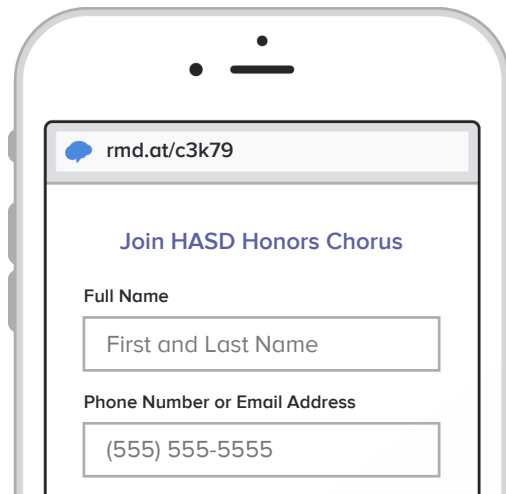 rmd.at/c3k79
Join HASD Honors Chorus
Full Name
First and Last Name
Phone Number or Email Address
(555) 555-5555